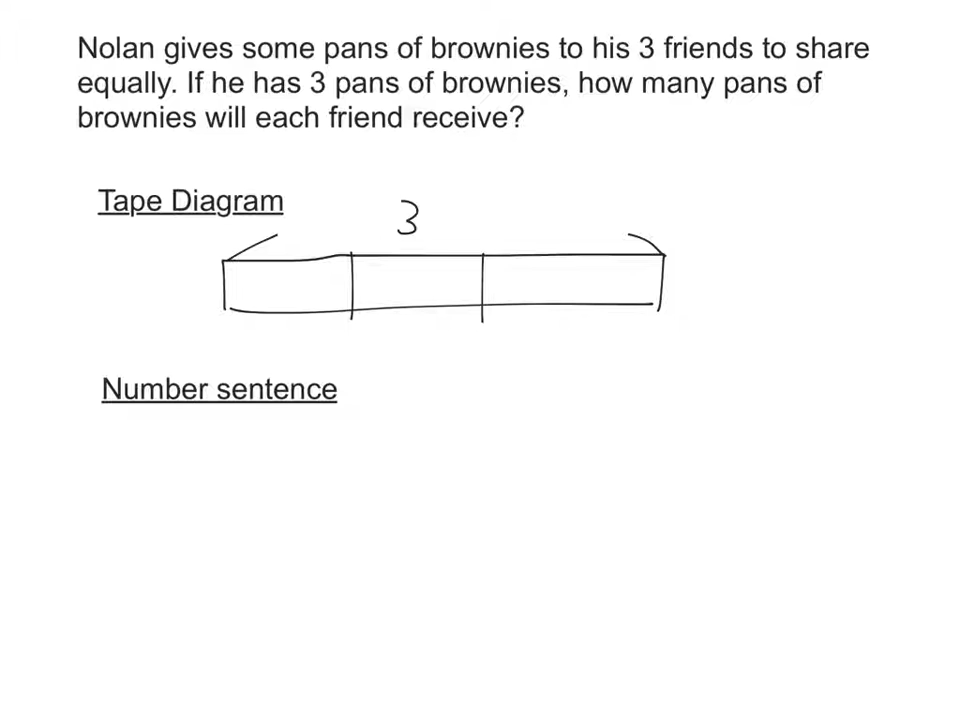 Nolan gives some pans of brownies to his 3 friends to share
equally. If he has 3 pans of brownies, how many pans of
brownies will each friend receive?
Tape Diagram
3
Number sentence